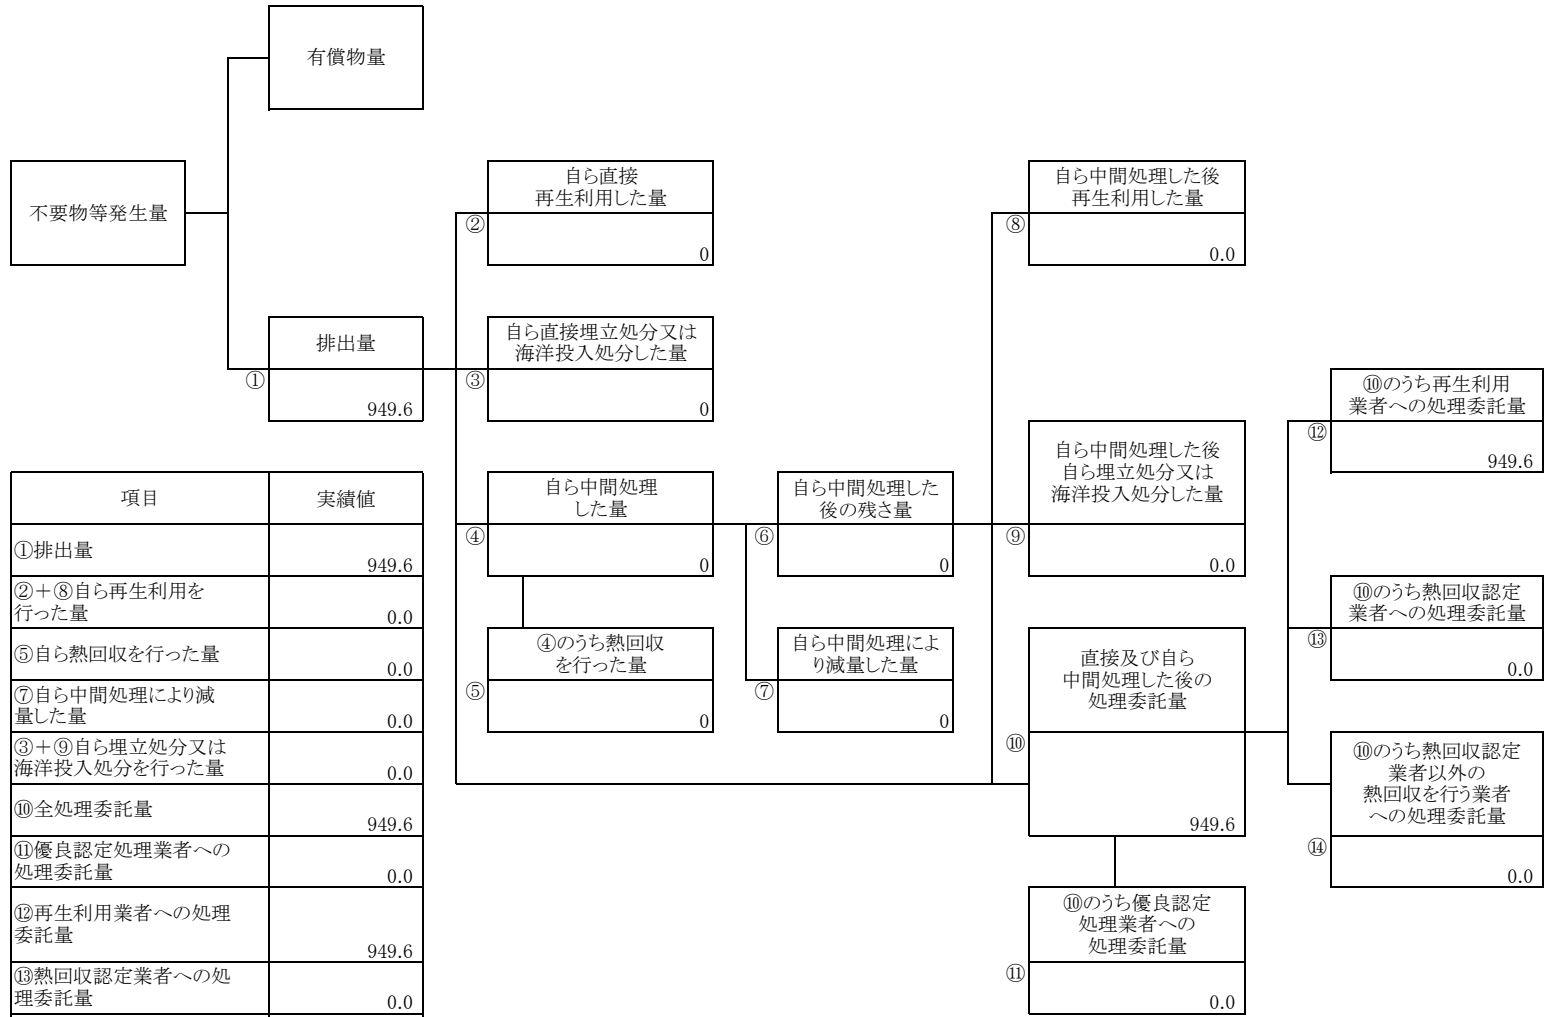 有償物量
不要物等発生量
排出量
①
949.6
自ら直接
再生利用した量
②
0
自ら直接埋立処分又は
海洋投入処分した量
③
0
自ら中間処理
した量
④
0
④のうち熱回収
を行った量
⑤
0
自ら中間処理した
後の残さ量
⑥
0
自ら中間処理によ
り減量した量
⑦
0
自ら中間処理した後
再生利用した量
⑧
0.0
自ら中間処理した後
自ら埋立処分又は
海洋投入処分した量
⑨
0.0
直接及び自ら
中間処理した後の
処理委託量
⑩
949.6
⑩のうち優良認定
処理業者への
処理委託量
⑪
0.0
⑩のうち再生利用
業者への処理委託量
⑫
949.6
⑩のうち熱回収認定
業者への処理委託量
⑬
0.0
⑩のうち熱回収認定
業者以外の
熱回収を行う業者
への処理委託量
⑭
0.0
項目 実績値
①排出量 949.6
②＋⑧自ら再生利用を
行った量 0.0
⑤自ら熱回収を行った量 0.0
⑦自ら中間処理により減
量した量 0.0
③＋⑨自ら埋立処分又は
海洋投入処分を行った量 0.0
⑩全処理委託量 949.6
⑪優良認定処理業者への
処理委託量 0.0
⑫再生利用業者への処理
委託量 949.6
⑬熱回収認定業者への処
理委託量 0.0